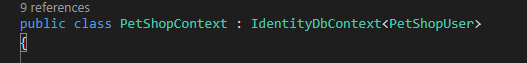 9 references
public class PetShopContext : IdentityDbContext<PetShopUser>
{